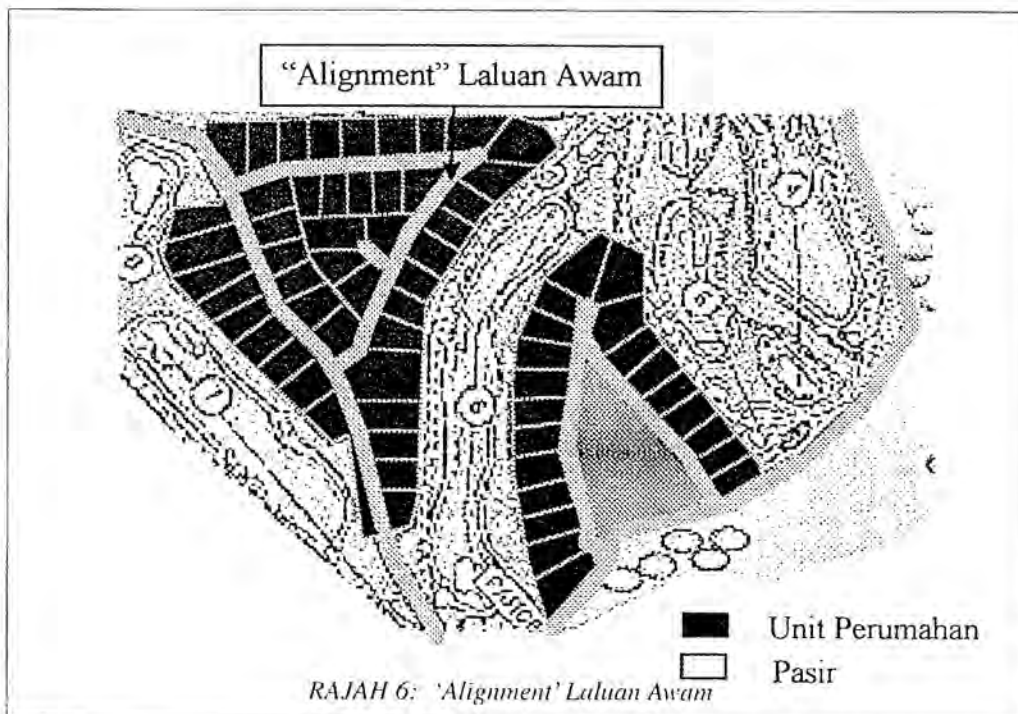 “Alignment” Laluan Awam
Unit Perumahan
Pasir
RAJAH 6: ‘Alignment’ Laluan Awam